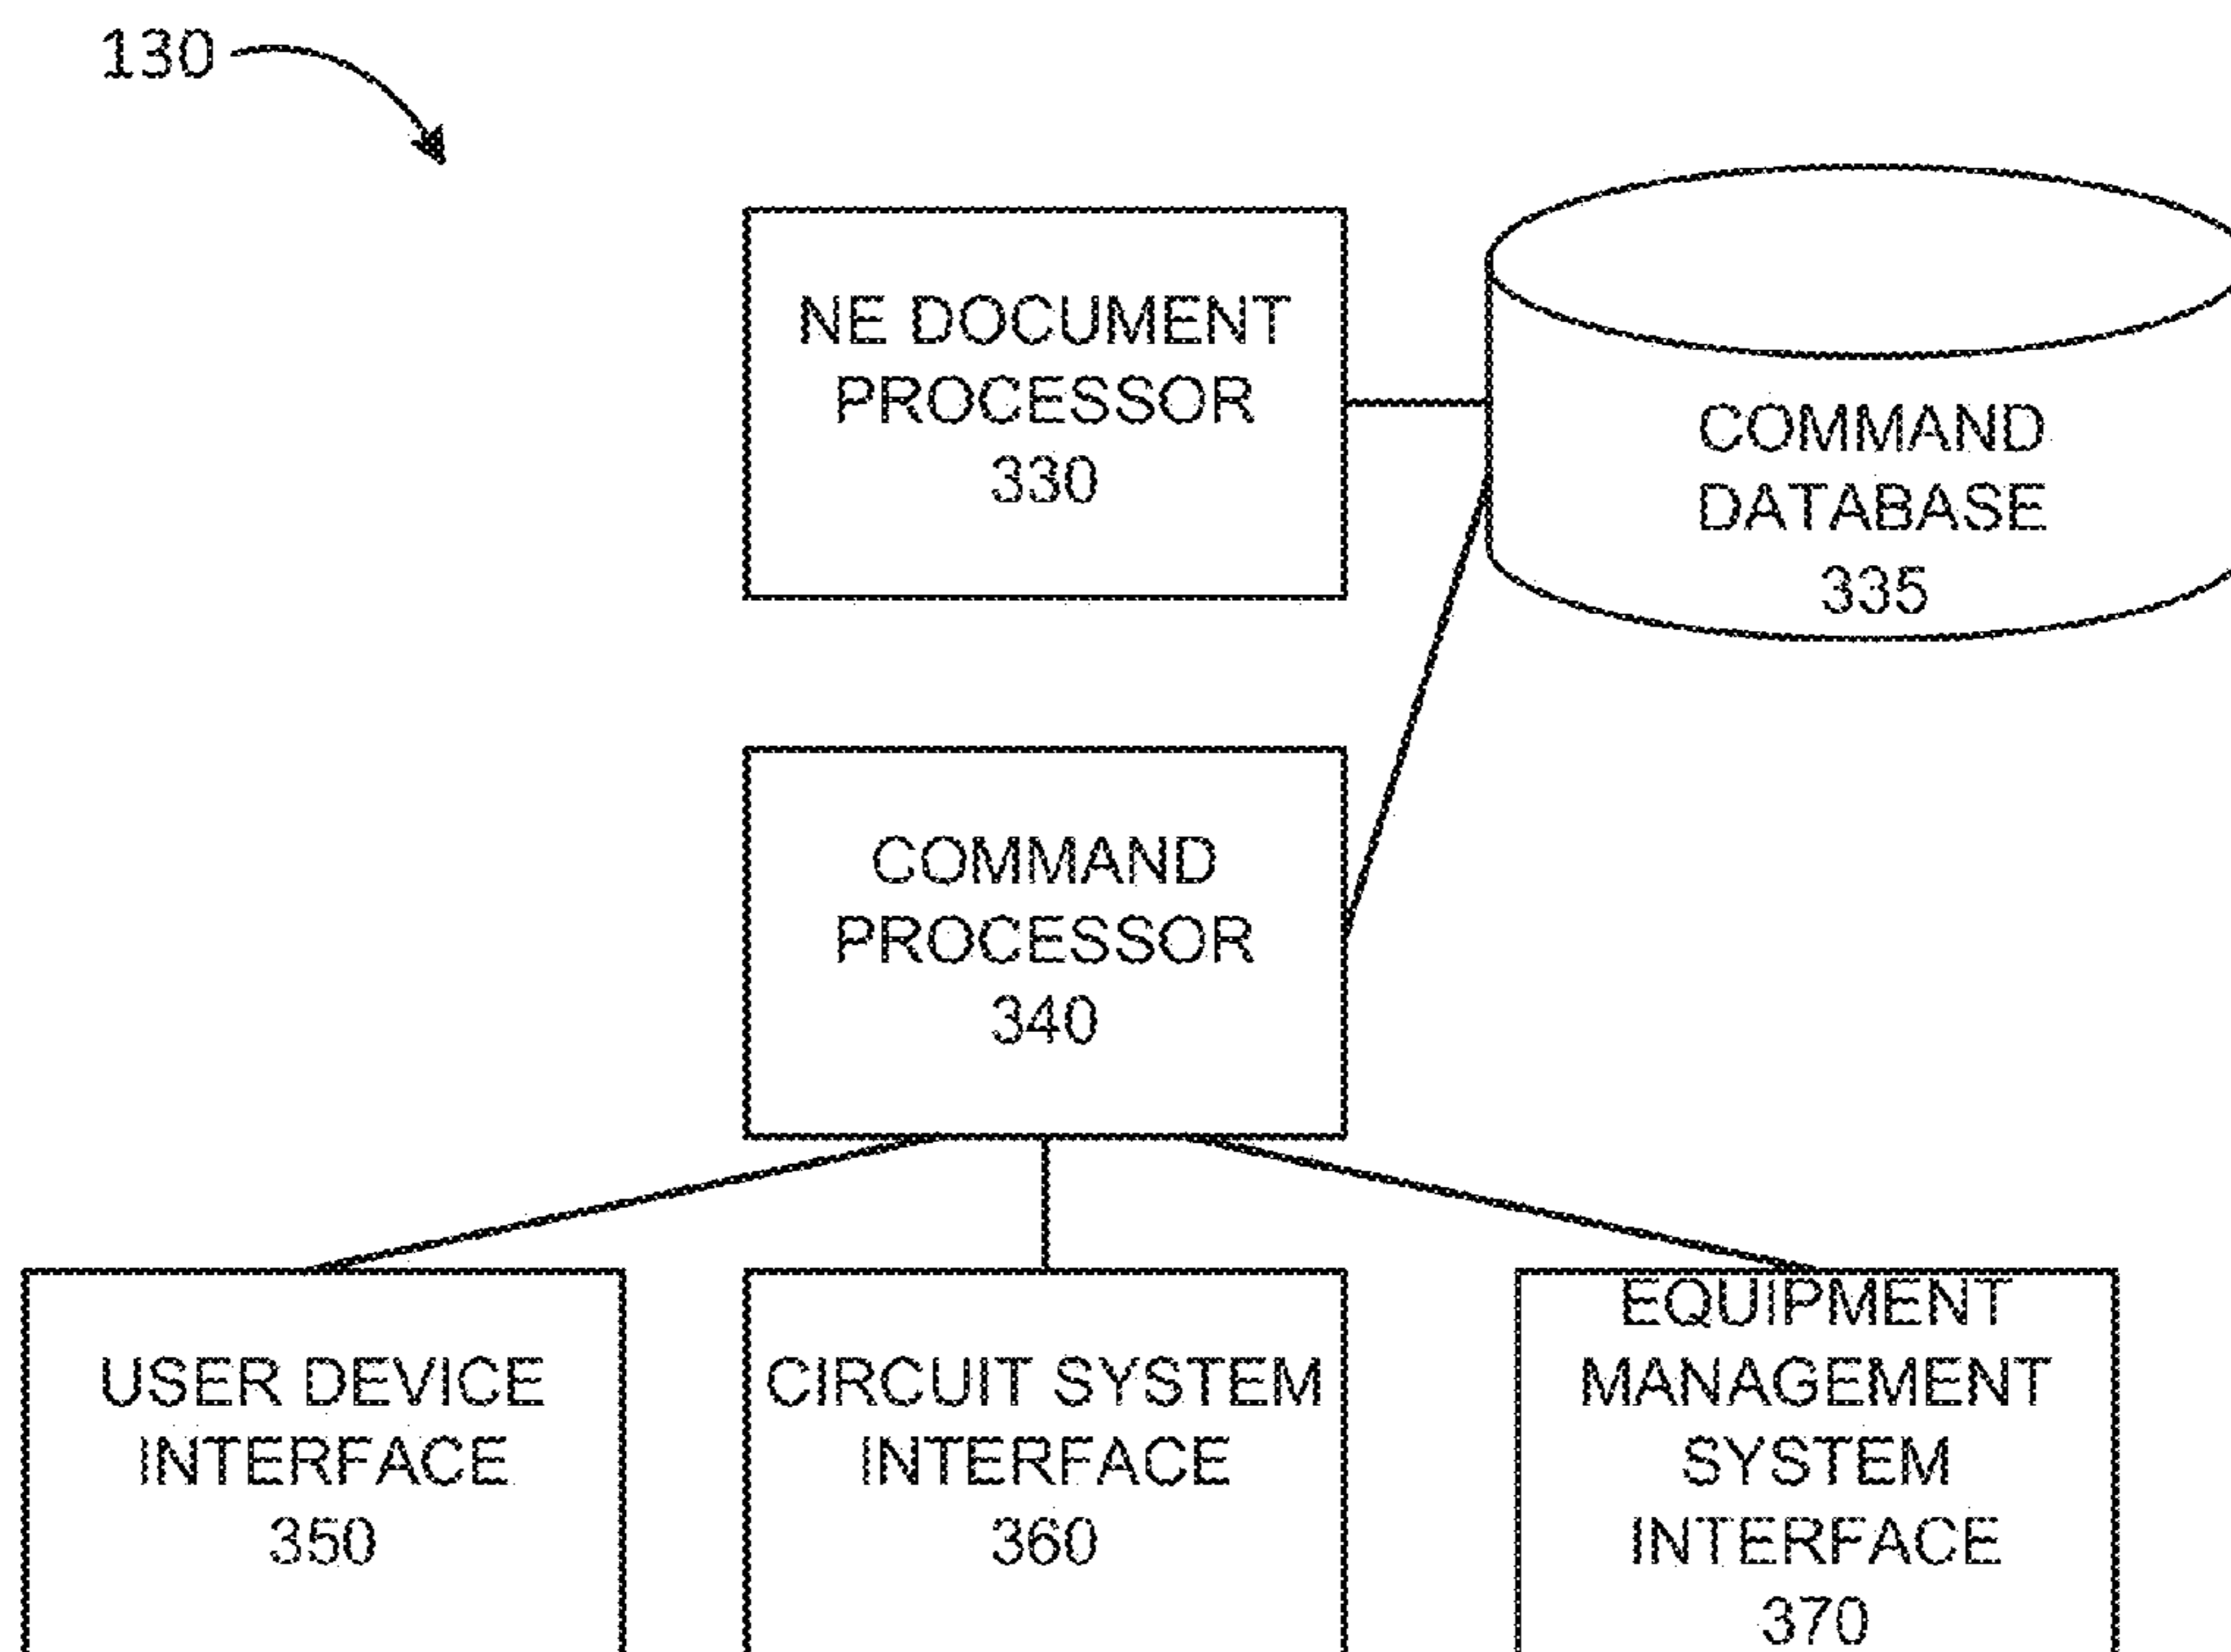 130
NE DOCUMENT
PROCESSOR
330
COMMAND
DATABASE
335
COMMAND
PROCESSOR
340
USER DEVICE
INTERFACE
350
CIRCUIT SYSTEM
INTERFACE
360
EQUIPMENT
MANAGEMENT
SYSTEM
INTERFACE
370